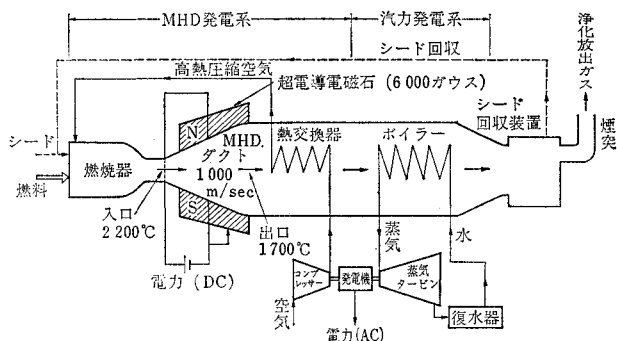 MHD発電系
汽力発電系
シード回収
浄化放出ガス
高熱圧縮空気
超電導電磁石 (6 000ガウス)
シード
回収装置
煙突
熱交換器
ボイラー
シード
燃料
燃焼器
N
MHD.
ダクト
1 000
m/sec
S
入口
2 200℃
出口
1 700℃
電力 (DC)
蒸気
水
コンプ
レッサー
発電機
蒸気
タービン
空気
復水器
電力(AC)